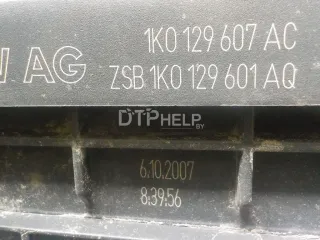 1K0 129 607 AC
AG
ZSB 1K0 129 601 AQ
DTPHELP.BY
6.10.2007
8:39:56